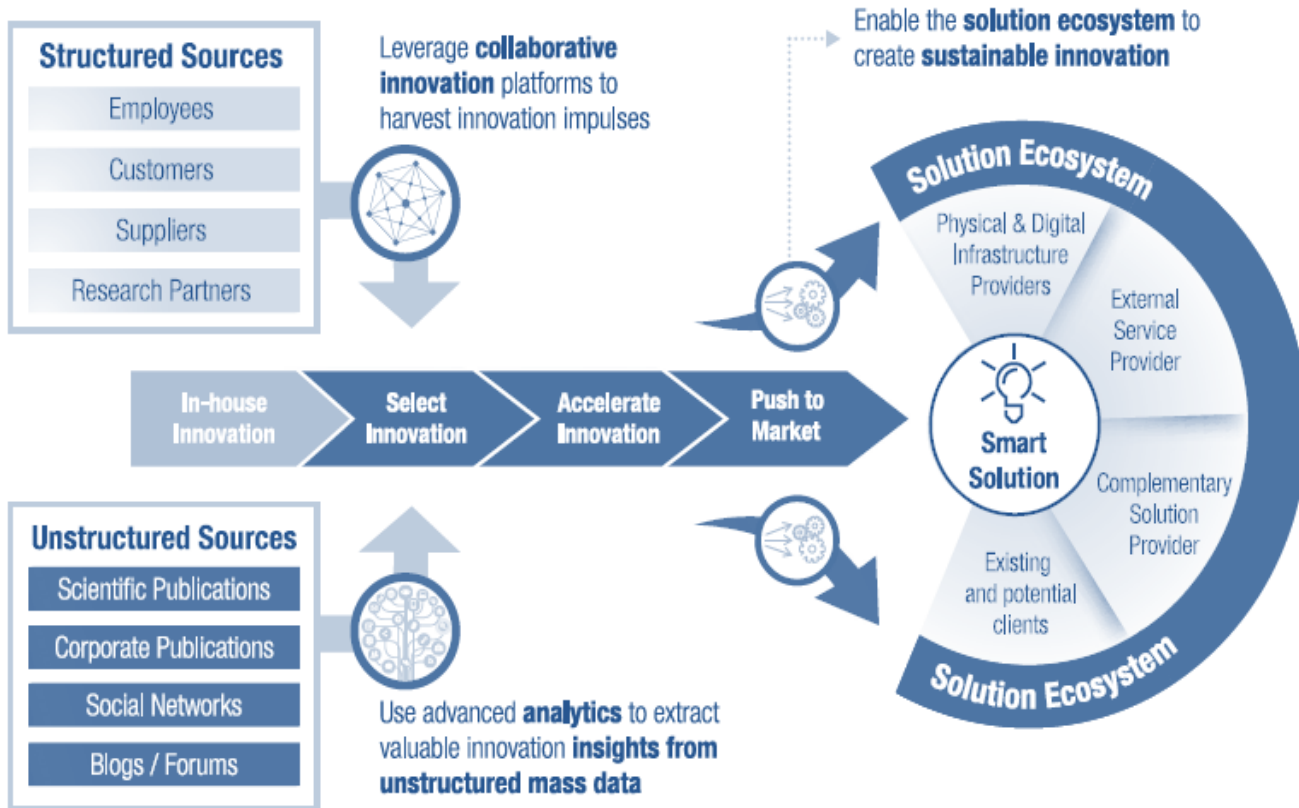 Structured Sources
Employees
Customers
Suppliers
Research Partners
Leverage collaborative
innovation platforms to
harvest innovation impulses
Enable the solution ecosystem to
create sustainable innovation
In-house
Innovation
Select
Innovation
Accelerate
Innovation
Push to
Market
Solution Ecosystem
Physical & Digital
Infrastructure
Providers
External
Service
Provider
Smart
Solution
Complementary
Solution
Provider
Existing
and potential
clients
Solution Ecosystem
Unstructured Sources
Scientific Publications
Corporate Publications
Social Networks
Blogs / Forums
Use advanced analytics to extract
valuable innovation insights from
unstructured mass data